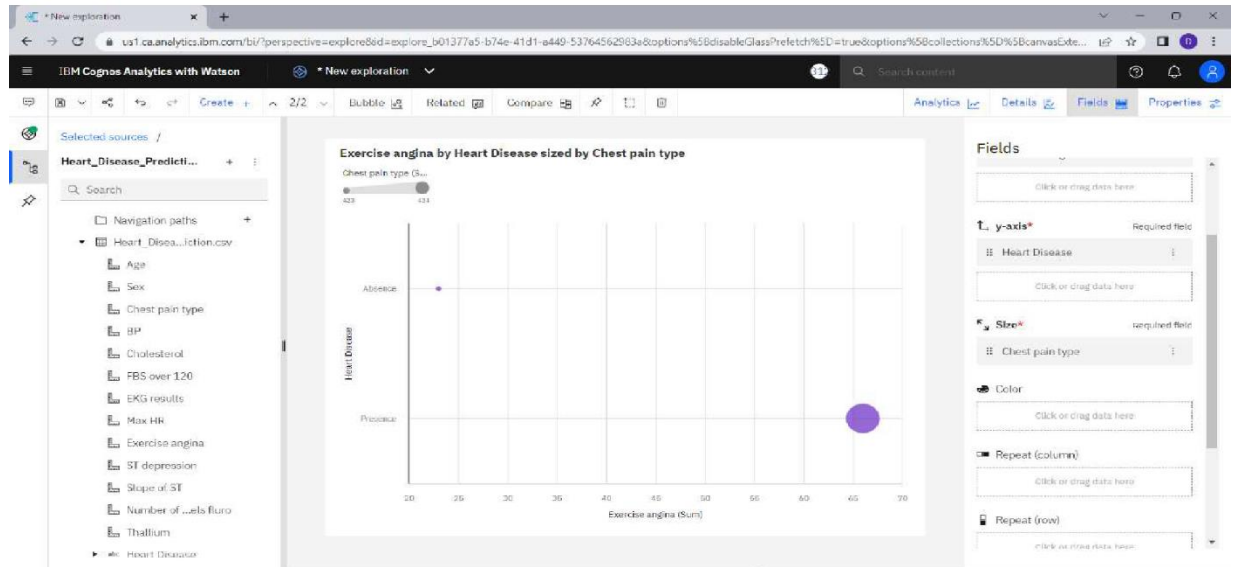 * New exploration
us1.ca.analytics.ibm.com/bi/?perspective=explore&id=explore_b01377a5-b74e-41d1-a449-53764562983a&options%5BdisableGlassPrefetch%5D=true&options%5Bcollections%5D%5BcanvasExte...
IBM Cognos Analytics with Watson
* New exploration
Search content
Create +
2/2
Bubble
Related
Compare
Analytics
Details
Fields
Properties
Selected sources /
Heart_Disease_Predicti...
Search
Navigation paths
Heart_Disea...iction.csv
Age
Sex
Chest pain type
BP
Cholesterol
FBS over 120
EKG results
Max HR
Exercise angina
ST depression
Slope of ST
Number of ...els fluro
Thallium
abc Heart Disease
Exercise angina by Heart Disease sized by Chest pain type
Chest pain type (S...
423 434
Absence
Presence
Heart Disease
20 25 30 35 40 45 50 55 60 65 70
Exercise angina (Sum)
Fields
Click or drag data here
y-axis* Required field
Heart Disease
Click or drag data here
Size* Required field
Chest pain type
Color
Click or drag data here
Repeat (column)
Click or drag data here
Repeat (row)
Click or drag data here